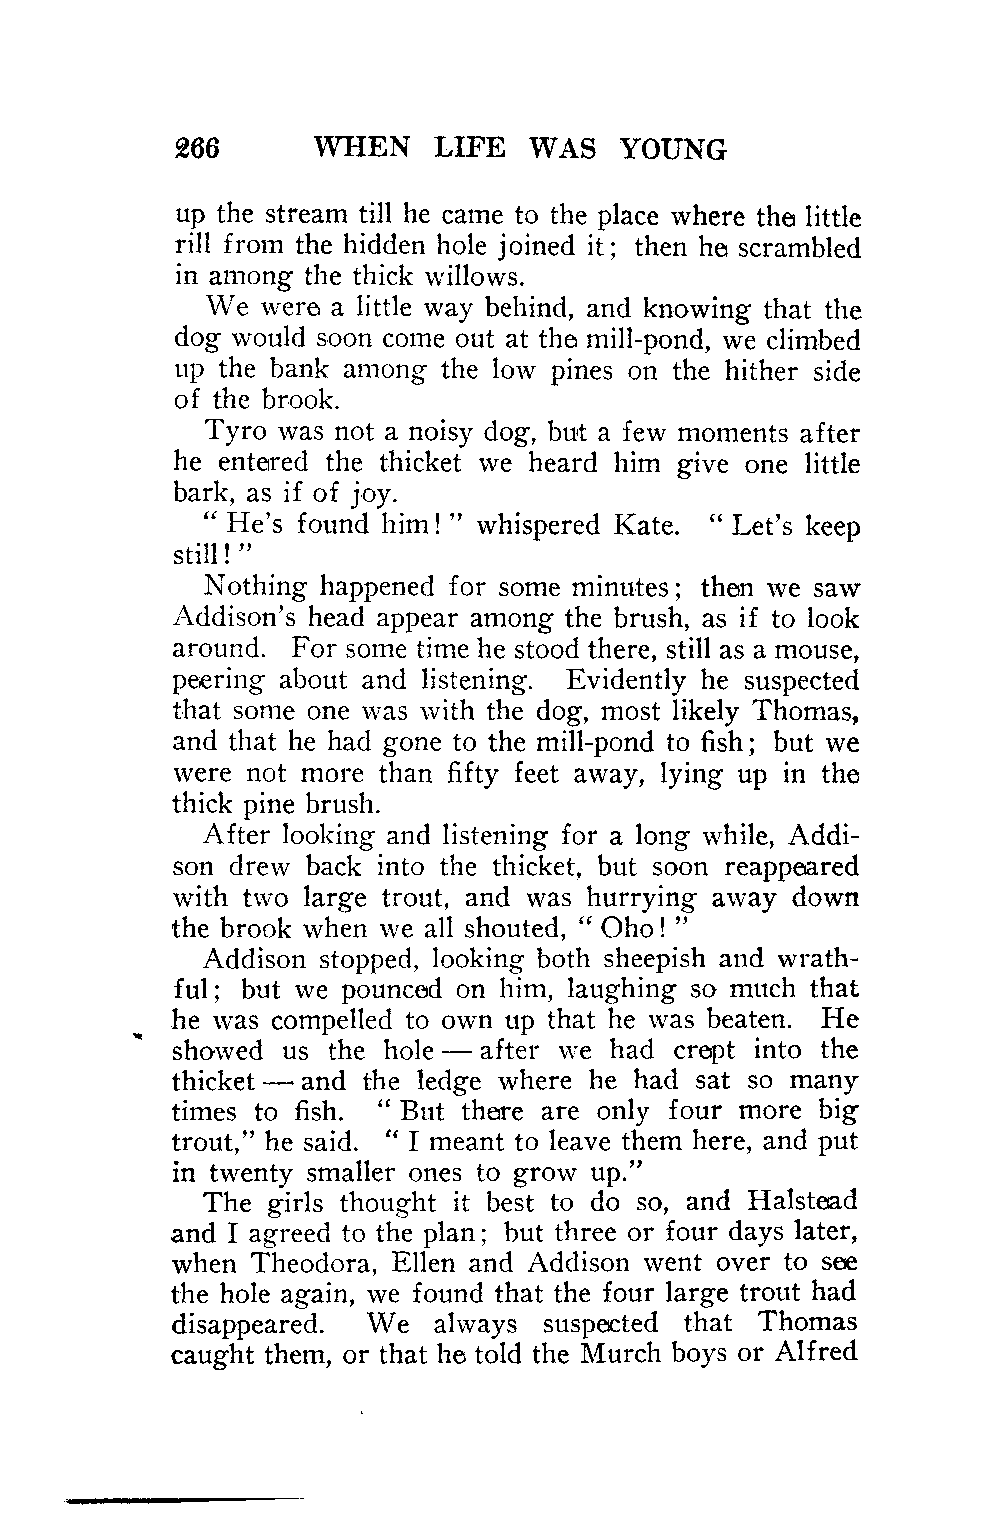 266 WHEN LIFE WAS YOUNG
up the stream till he came to the place where the little
rill from the hidden hole joined it; then he scrambled
in among the thick willows.
We were a little way behind, and knowing that the
dog would soon come out at the mill-pond, we climbed
up the bank among the low pines on the hither side
of the brook.
Tyro was not a noisy dog, but a few moments after
he entered the thicket we heard him give one little
bark, as if of joy.
“ He’s found him! ” whispered Kate. “ Let’s keep
still! ”
Nothing happened for some minutes; then we saw
Addison’s head appear among the brush, as if to look
around. For some time he stood there, still as a mouse,
peering about and listening. Evidently he suspected
that some one was with the dog, most likely Thomas,
and that he had gone to the mill-pond to fish; but we
were not more than fifty feet away, lying up in the
thick pine brush.
After looking and listening for a long while, Addi-
son drew back into the thicket, but soon reappeared
with two large trout, and was hurrying away down
the brook when we all shouted, “ Oho! ”
Addison stopped, looking both sheepish and wrath-
ful; but we pounced on him, laughing so much that
he was compelled to own up that he was beaten. He
showed us the hole — after we had crept into the
thicket — and the ledge where he had sat so many
times to fish. “ But there are only four more big
trout,” he said. “ I meant to leave them here, and put
in twenty smaller ones to grow up.”
The girls thought it best to do so, and Halstead
and I agreed to the plan; but three or four days later,
when Theodora, Ellen and Addison went over to see
the hole again, we found that the four large trout had
disappeared. We always suspected that Thomas
caught them, or that he told the Murch boys or Alfred